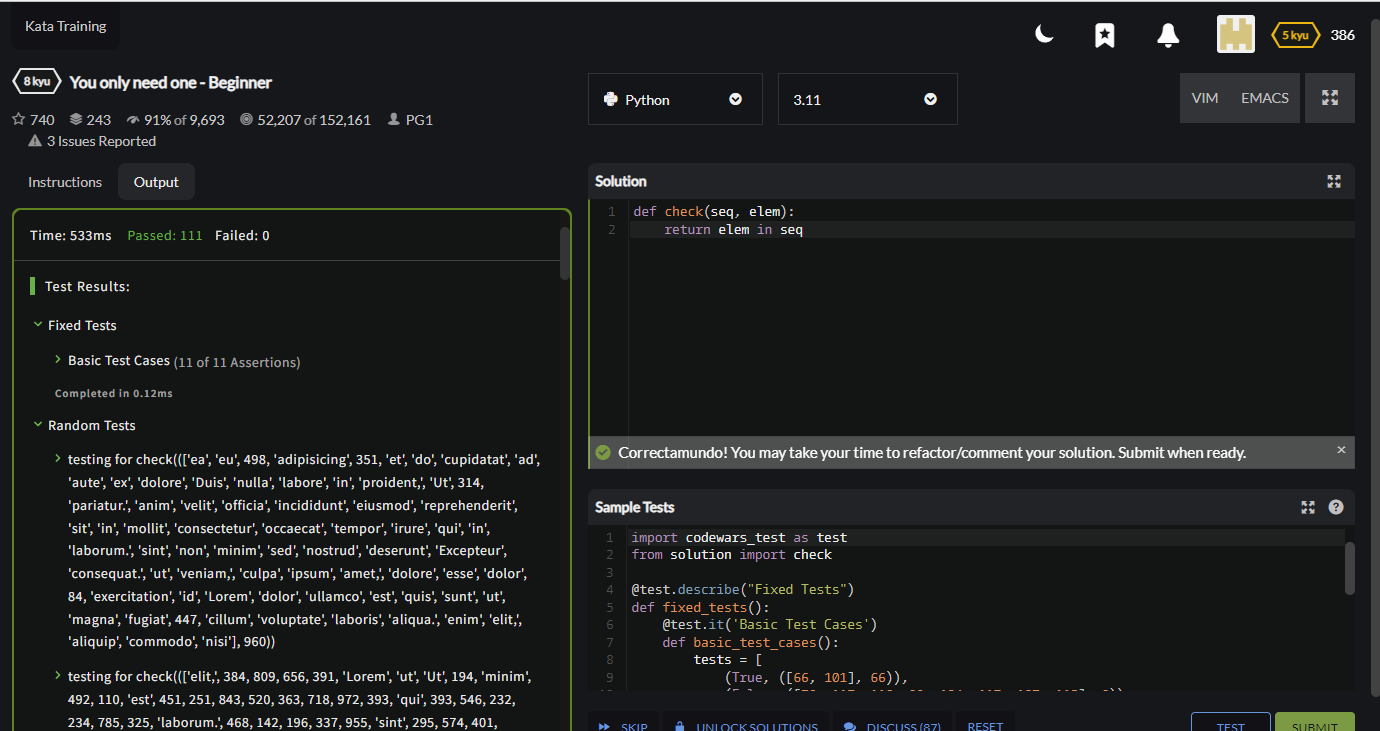 Kata Training
5 kyu 386
8 kyu You only need one - Beginner
740 243 91% of 9,693 52,207 of 152,161 PG1
3 Issues Reported
Instructions Output
Time: 533ms Passed: 111 Failed: 0
Test Results:
Fixed Tests
Basic Test Cases (11 of 11 Assertions)
Completed in 0.12ms
Random Tests
testing for check((['ea', 'eu', 498, 'adipisicing', 351, 'et', 'do', 'cupidatat', 'ad',
'aute', 'ex', 'dolore', 'Duis', 'nulla', 'labore', 'in', 'proident,', 'Ut', 314,
'pariatur.', 'anim', 'velit', 'officia', 'incididunt', 'eiusmod', 'reprehenderit',
'sit', 'in', 'mollit', 'consectetur', 'occaecat', 'tempor', 'irure', 'qui', 'in',
'laborum.', 'sint', 'non', 'minim', 'sed', 'nostrud', 'deserunt', 'Excepteur',
'consequat.', 'ut', 'veniam,', 'culpa', 'ipsum', 'amet,', 'dolore', 'esse', 'dolor',
84, 'exercitation', 'id', 'Lorem', 'dolor', 'ullamco', 'est', 'quis', 'sunt', 'ut',
'magna', 'fugiat', 447, 'cillum', 'voluptate', 'laboris', 'aliqua.', 'enim', 'elit,',
'aliquip', 'commodo', 'nisi'], 960))
testing for check((['elit,', 384, 809, 656, 391, 'Lorem', 'ut', 'Ut', 194, 'minim',
492, 110, 'est', 451, 251, 843, 520, 363, 718, 972, 393, 'qui', 393, 546, 232,
234, 785, 325, 'laborum.', 468, 142, 196, 337, 955, 'sint', 295, 574, 401,
Python 3.11 VIM EMACS
Solution
1 def check(seq, elem):
2 return elem in seq
Correctamundo! You may take your time to refactor/comment your solution. Submit when ready.
Sample Tests
1 import codewars_test as test
2 from solution import check
3
4 @test.describe("Fixed Tests")
5 def fixed_tests():
6 @test.it('Basic Test Cases')
7 def basic_test_cases():
8 tests = [
9 (True, ([66, 101], 66)),
SKIP UNLOCK SOLUTIONS DISCUSS (87) RESET TEST SUBMIT